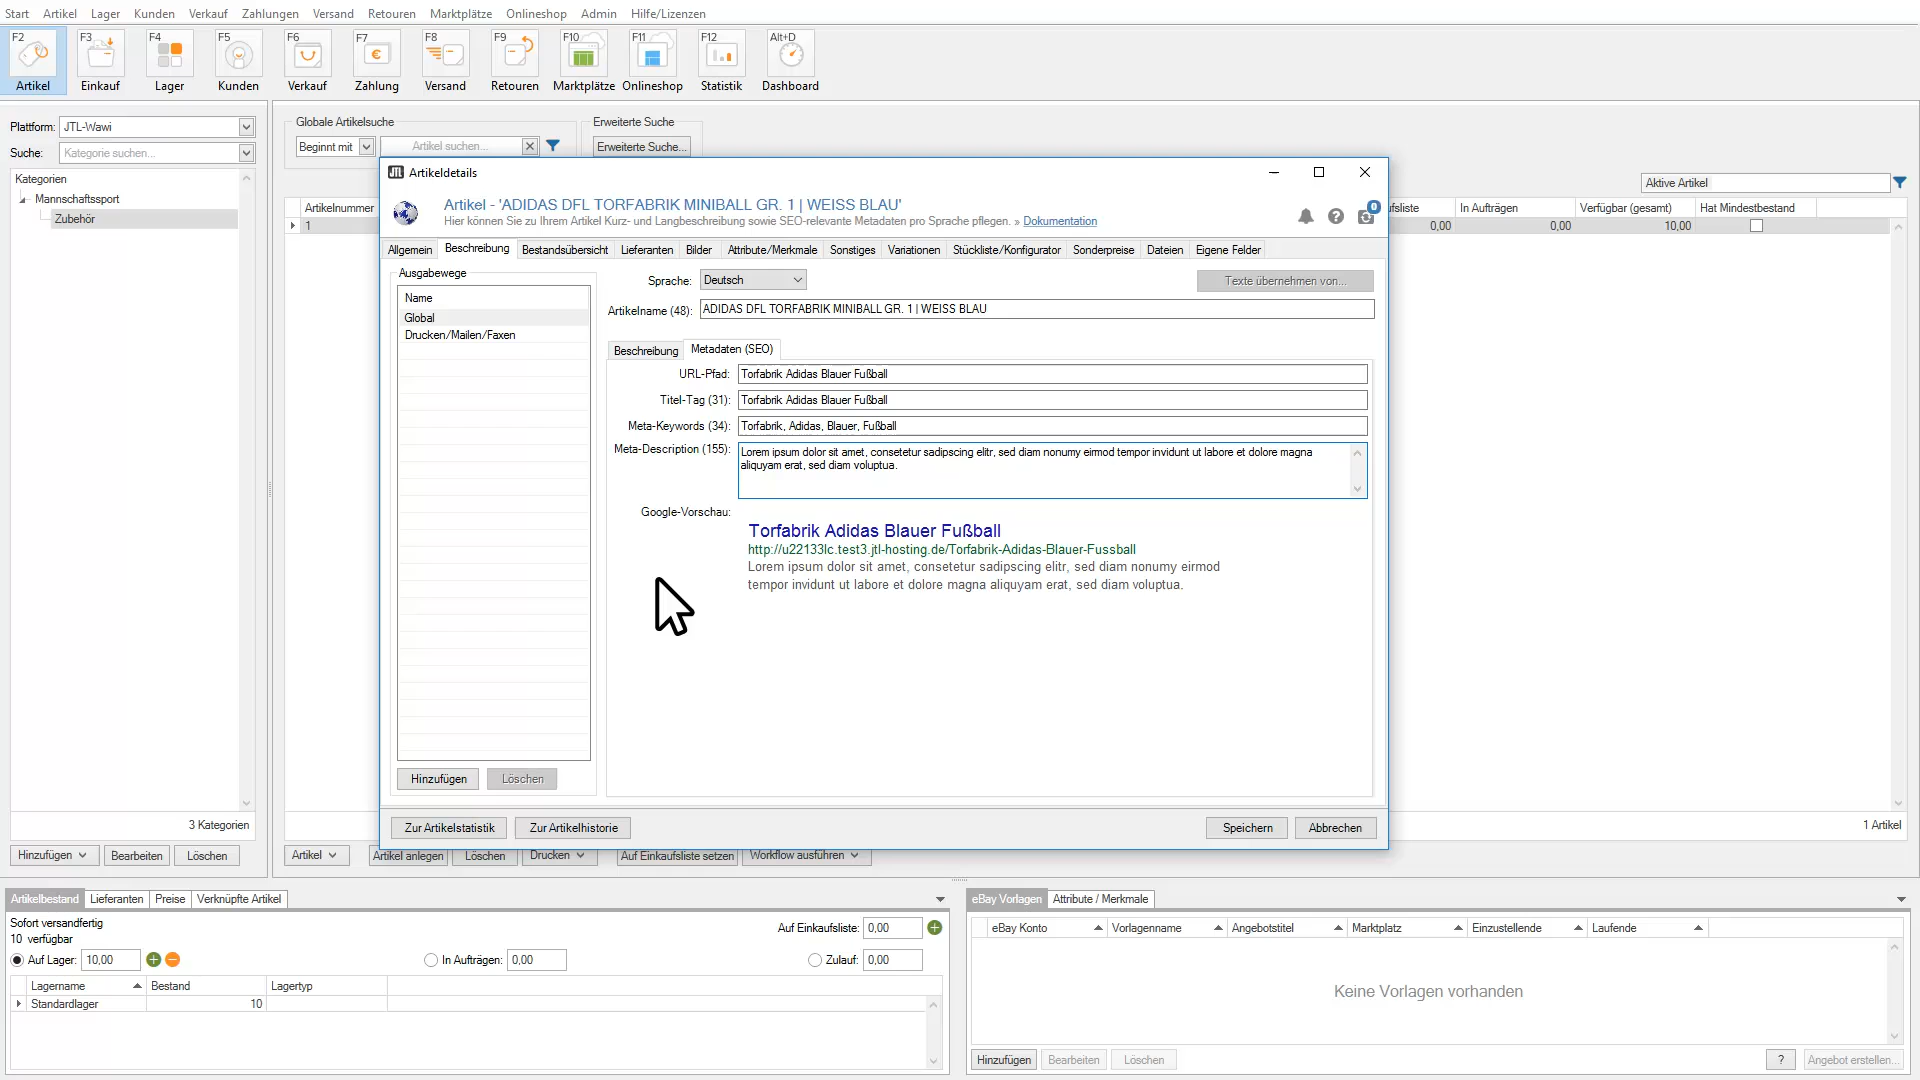 Start Artikel Lager Kunden Verkauf Zahlungen Versand Retouren Marktplätze Onlineshop Admin Hilfe/Lizenzen
F2 F3 F4 F5 F6 F7 F8 F9 F10 F11 F12 Alt+D
Artikel Einkauf Lager Kunden Verkauf Zahlung Versand Retouren Marktplätze Onlineshop Statistik Dashboard
Plattform: JTL-Wawi
Suche: Kategorie suchen...
Kategorien
Mannschaftssport
Zubehör
3 Kategorien
Hinzufügen Bearbeiten Löschen
Globale Artikelsuche
Beginnt mit Artikel suchen...
Erweiterte Suche
Erweiterte Suche...
Aktive Artikel
Artikelnummer ufsliste In Aufträgen Verfügbar (gesamt) Hat Mindestbestand
1 0,00 0,00 10,00
JTL Artikeldetails
Artikel - 'ADIDAS DFL TORFABRIK MINIBALL GR. 1 | WEISS BLAU'
Hier können Sie zu Ihrem Artikel Kurz- und Langbeschreibung sowie SEO-relevante Metadaten pro Sprache pflegen. » Dokumentation
? 0
Allgemein Beschreibung Bestandsübersicht Lieferanten Bilder Attribute/Merkmale Sonstiges Variationen Stückliste/Konfigurator Sonderpreise Dateien Eigene Felder
Ausgabewege
Name
Global
Drucken/Mailen/Faxen
Hinzufügen Löschen
Sprache: Deutsch Texte übernehmen von...
Artikelname (48): ADIDAS DFL TORFABRIK MINIBALL GR. 1 | WEISS BLAU
Beschreibung Metadaten (SEO)
URL-Pfad: Torfabrik Adidas Blauer Fußball
Titel-Tag (31): Torfabrik Adidas Blauer Fußball
Meta-Keywords (34): Torfabrik, Adidas, Blauer, Fußball
Meta-Description (155): Lorem ipsum dolor sit amet, consetetur sadipscing elitr, sed diam nonumy eirmod tempor invidunt ut labore et dolore magna
aliquyam erat, sed diam voluptua.
Google-Vorschau:
Torfabrik Adidas Blauer Fußball
http://u22133lc.test3.jtl-hosting.de/Torfabrik-Adidas-Blauer-Fussball
Lorem ipsum dolor sit amet, consetetur sadipscing elitr, sed diam nonumy eirmod
tempor invidunt ut labore et dolore magna aliquyam erat, sed diam voluptua.
Zur Artikelstatistik Zur Artikelhistorie Speichern Abbrechen
1 Artikel
Artikel Artikel anlegen Löschen Drucken Auf Einkaufsliste setzen Workflow ausführen
Artikelbestand Lieferanten Preise Verknüpfte Artikel
Sofort versandfertig
10 verfügbar
Auf Einkaufsliste: 0,00
Auf Lager: 10,00 In Aufträgen: 0,00 Zulauf: 0,00
Lagername Bestand Lagertyp
Standardlager 10
eBay Vorlagen Attribute / Merkmale
eBay Konto Vorlagenname Angebotstitel Marktplatz Einzustellende Laufende
Keine Vorlagen vorhanden
Hinzufügen Bearbeiten Löschen ? Angebot erstellen...